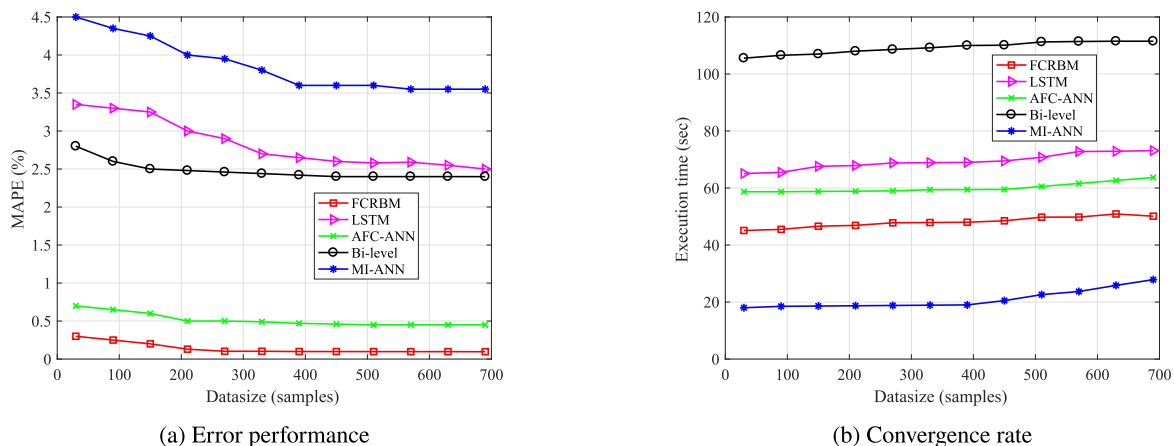 4.5
4
3.5
3
2.5
2
1.5
1
0.5
0
MAPE (%)
FCRBM
LSTM
AFC-ANN
Bi-level
MI-ANN
0 100 200 300 400 500 600 700
Datasize (samples)
(a) Error performance
120
100
80
60
40
20
0
Execution time (sec)
FCRBM
LSTM
AFC-ANN
Bi-level
MI-ANN
0 100 200 300 400 500 600 700
Datasize (samples)
(b) Convergence rate